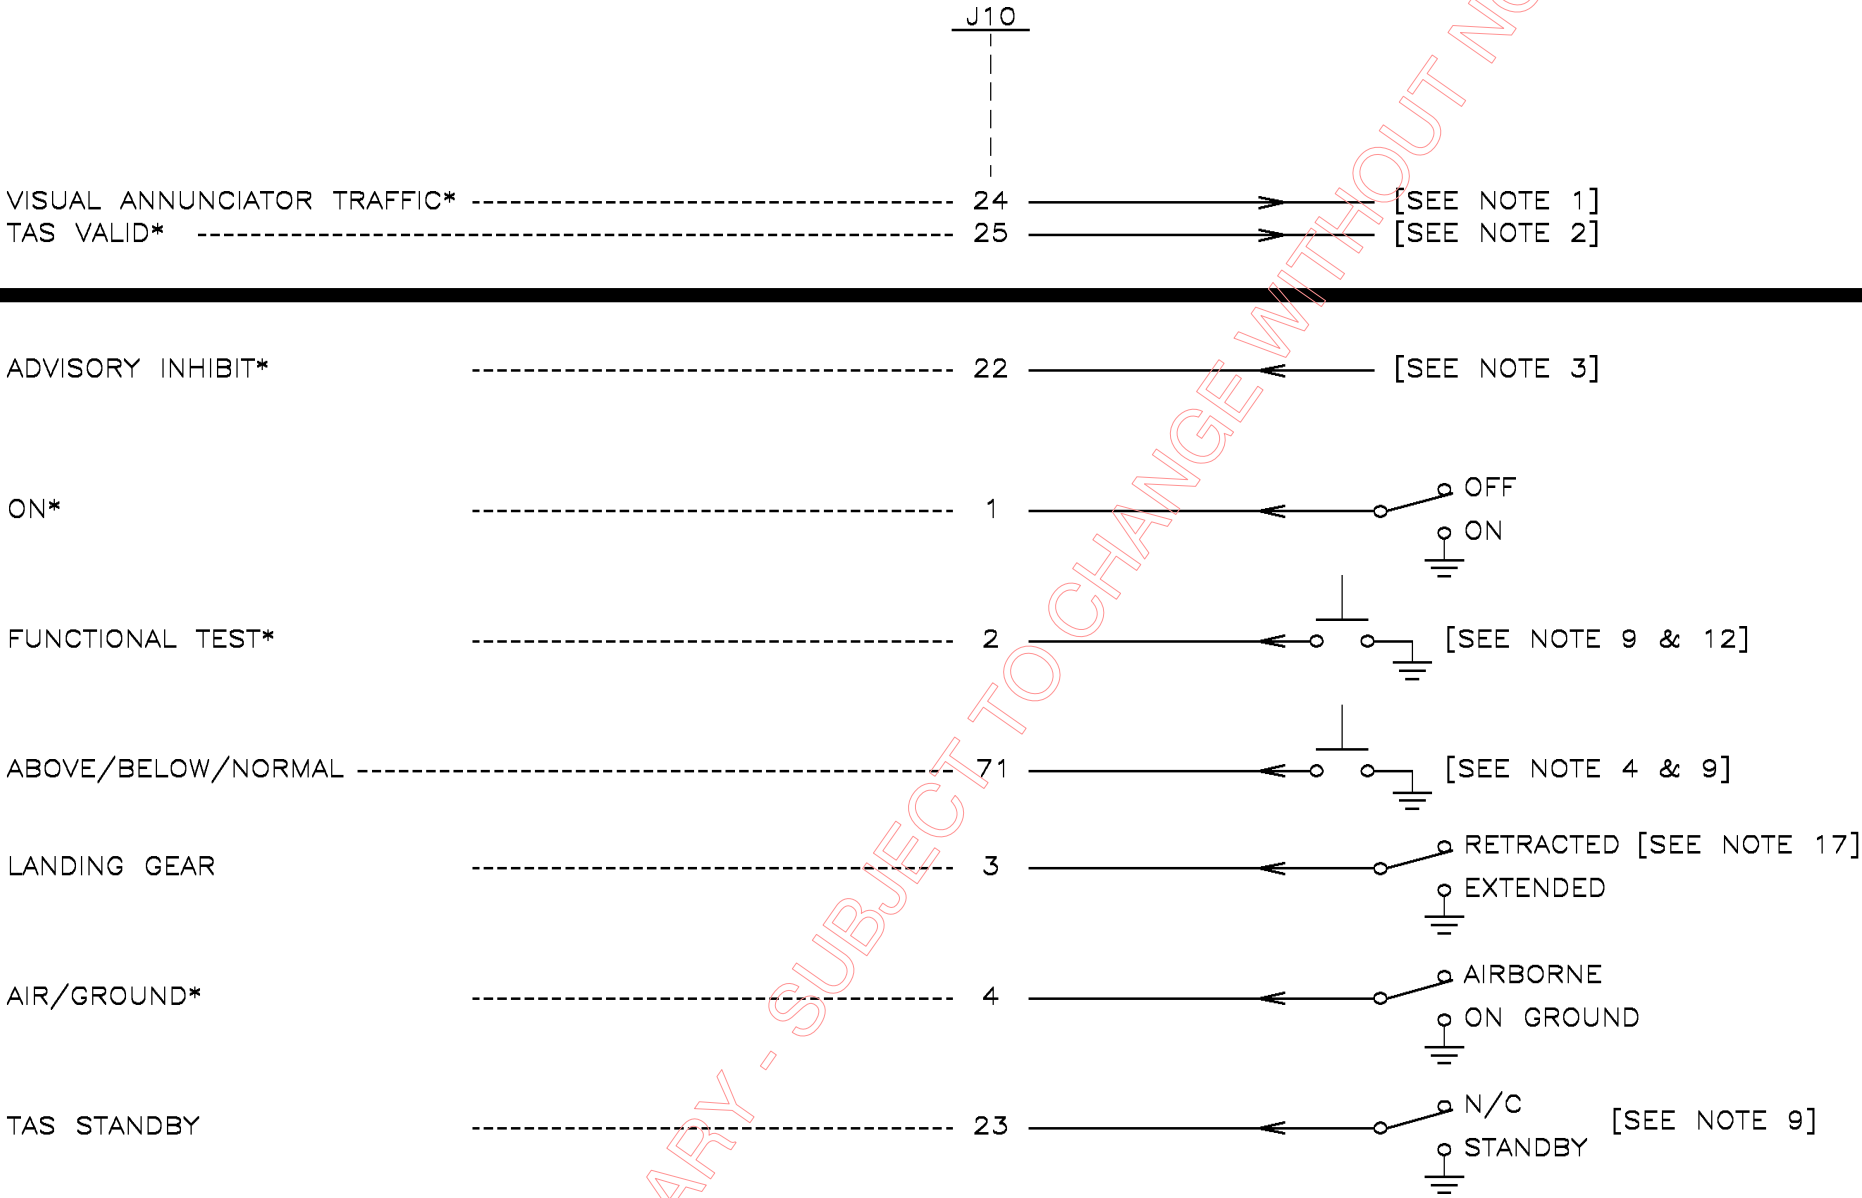 J10
VISUAL ANNUNCIATOR TRAFFIC* 24 [SEE NOTE 1]
TAS VALID* 25 [SEE NOTE 2]
ADVISORY INHIBIT* 22 [SEE NOTE 3]
OFF
ON* 1
ON
FUNCTIONAL TEST* 2 [SEE NOTE 9 & 12]
ABOVE/BELOW/NORMAL 71 [SEE NOTE 4 & 9]
RETRACTED [SEE NOTE 17]
LANDING GEAR 3
EXTENDED
AIRBORNE
AIR/GROUND* 4
ON GROUND
N/C [SEE NOTE 9]
TAS STANDBY 23
STANDBY
ARY - SUBJECT TO CHANGE WITHOUT NO